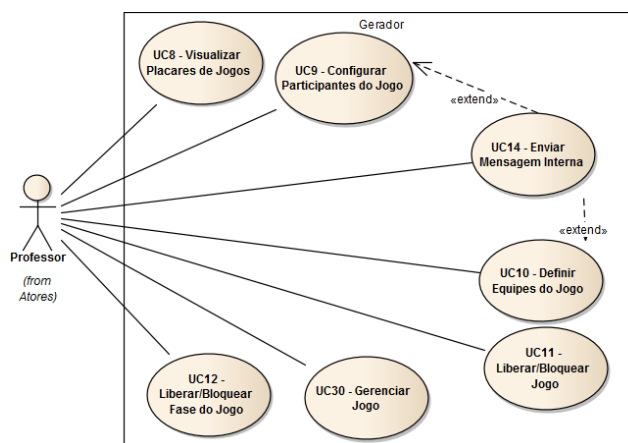 Gerador
UC8 - Visualizar
Placares de Jogos
UC9 - Configurar
Participantes do Jogo
«extend»
UC14 - Enviar
Mensagem Interna
Professor
(from
Atores)
«extend»
UC10 - Definir
Equipes do Jogo
UC11 -
Liberar/Bloquear
Jogo
UC12 -
Liberar/Bloquear
Fase do Jogo
UC30 - Gerenciar
Jogo